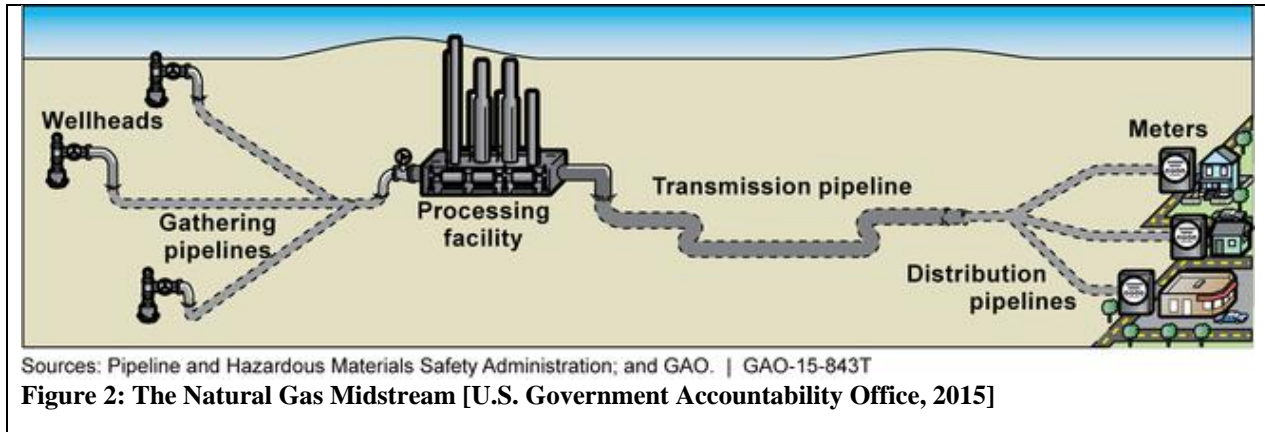 Wellheads
Gathering
pipelines
Processing
facility
Transmission pipeline
Meters
Distribution
pipelines
Sources: Pipeline and Hazardous Materials Safety Administration; and GAO. | GAO-15-843T
Figure 2: The Natural Gas Midstream [U.S. Government Accountability Office, 2015]